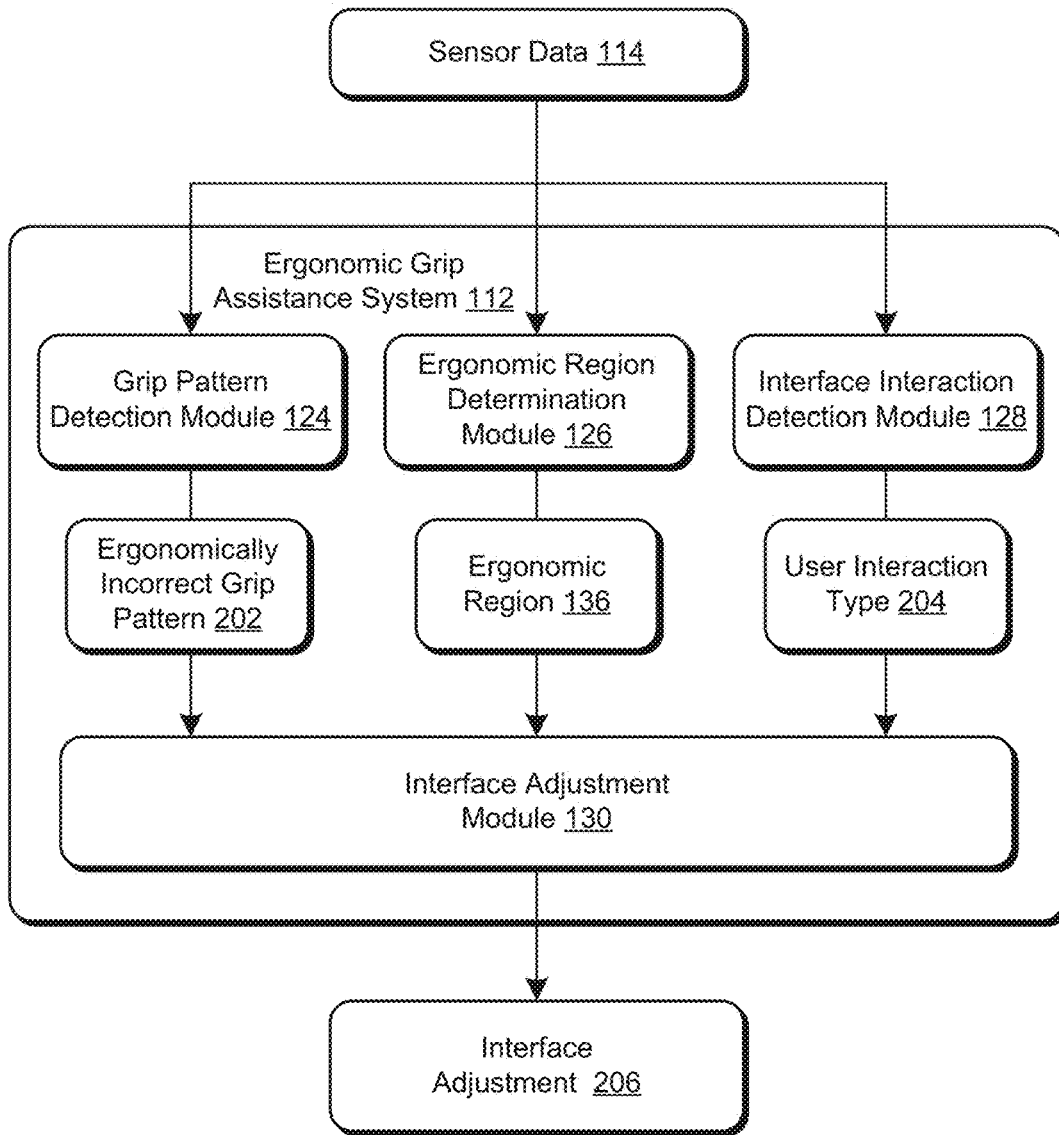 Sensor Data 114
Ergonomic Grip
Assistance System 112
Grip Pattern
Detection Module 124
Ergonomic Region
Determination
Module 126
Interface Interaction
Detection Module 128
Ergonomically
Incorrect Grip
Pattern 202
Ergonomic
Region 136
User Interaction
Type 204
Interface Adjustment
Module 130
Interface
Adjustment 206